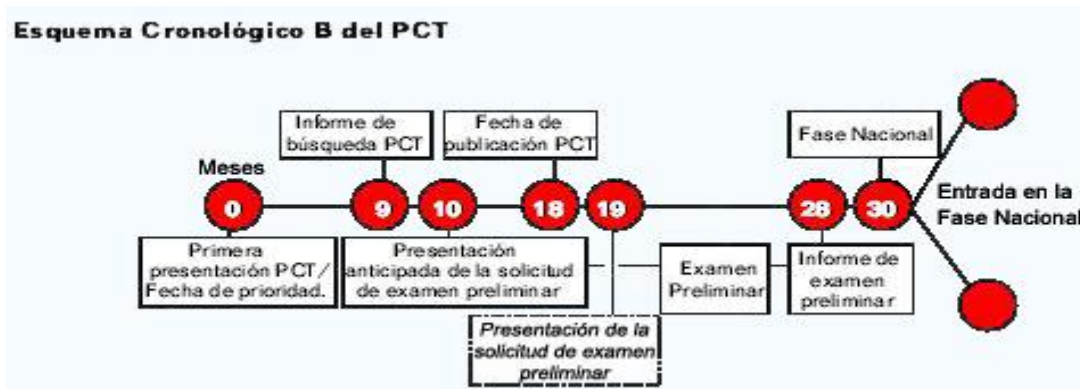 Esquema Cronológico B del PCT
Informe de
búsqueda PCT
Fecha de
publicación PCT
Fase Nacional
Meses
0
9
10
18
19
28
30
Entrada en la
Fase Nacional
Primera
presentación PCT/
Fecha de prioridad.
Presentación
anticipada de la solicitud
de examen preliminar
Examen
Preliminar
Informe de
examen
preliminar
Presentación de la
solicitud de examen
preliminar